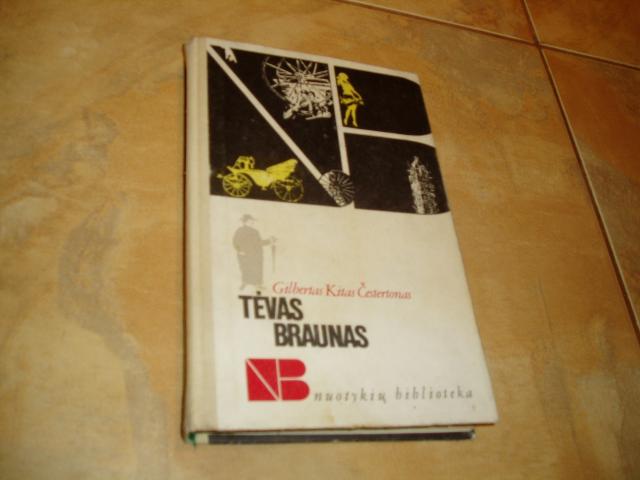 Gilbertas Kitas Čestertonas
TĖVAS
BRAUNAS
NB nuotykių biblioteka